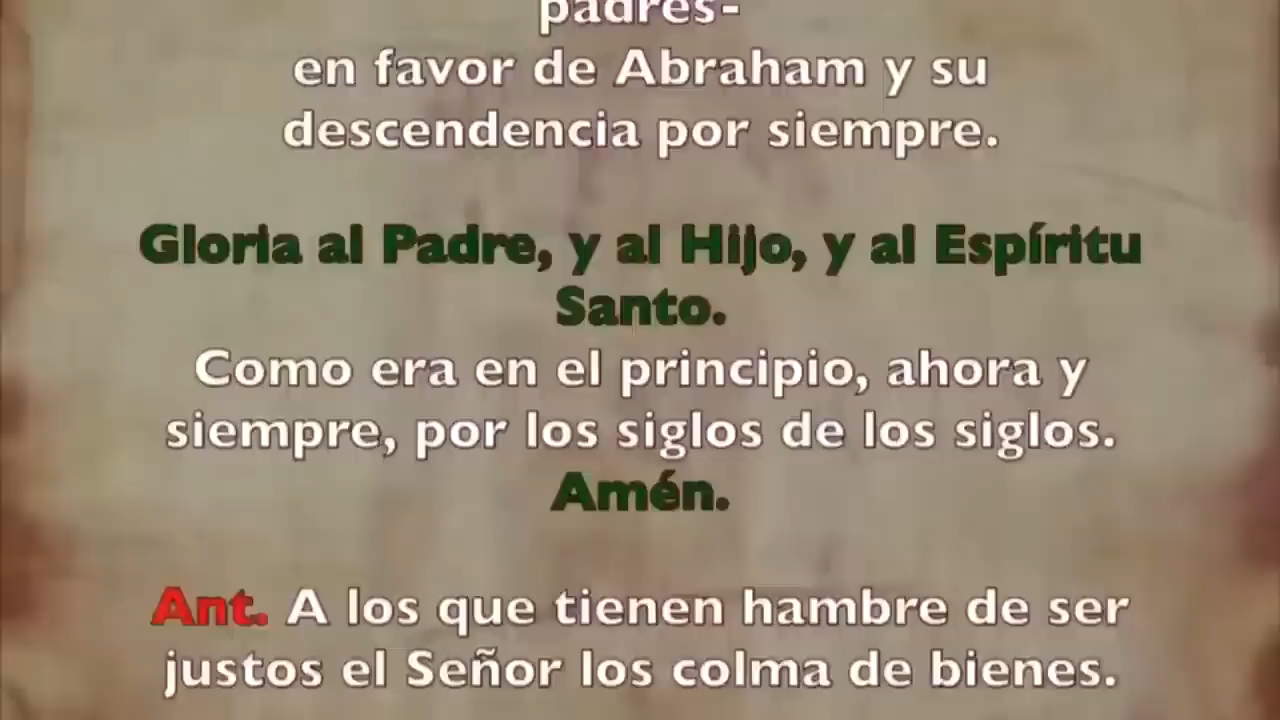 padres-
en favor de Abraham y su
descendencia por siempre.
Gloria al Padre, y al Hijo, y al Espíritu
Santo.
Como era en el principio, ahora y
siempre, por los siglos de los siglos.
Amén.
Ant. A los que tienen hambre de ser
justos el Señor los colma de bienes.